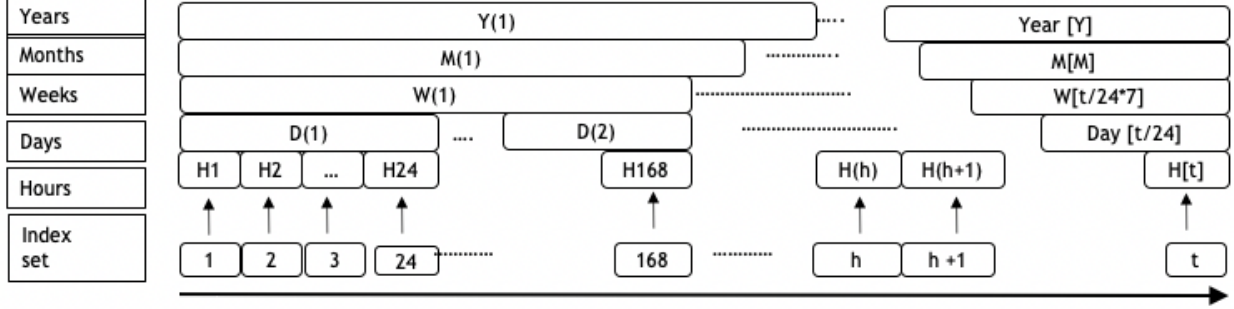 Years Y(1) ..... Year [Y]
Months M(1) ............. M[M]
Weeks W(1) ............................ W[t/24*7]
Days D(1) .... D(2) ............................ Day [t/24]
Hours H1 H2 ... H24 H168 H(h) H(h+1) H[t]
Index
set 1 2 3 24 ........... 168 ........... h h +1 t